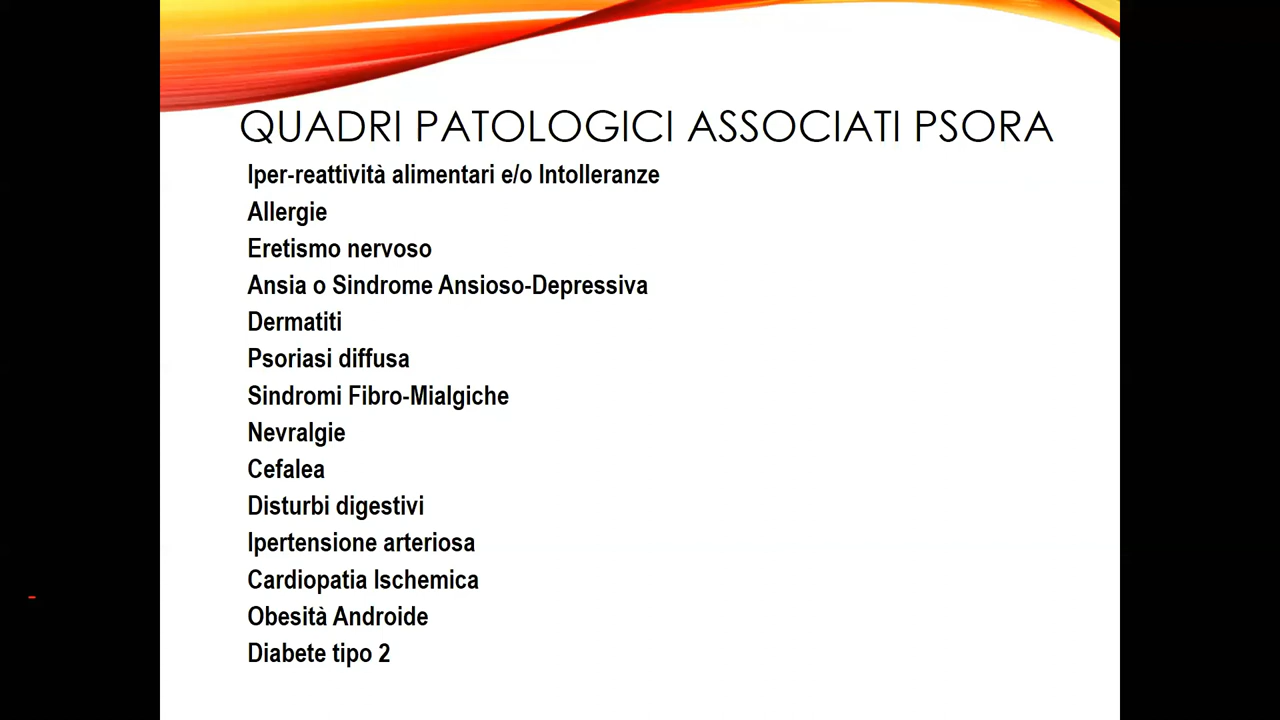 QUADRI PATOLOGICI ASSOCIATI PSORA
Iper-reattività alimentari e/o Intolleranze
Allergie
Eretismo nervoso
Ansia o Sindrome Ansioso-Depressiva
Dermatiti
Psoriasi diffusa
Sindromi Fibro-Mialgiche
Nevralgie
Cefalea
Disturbi digestivi
Ipertensione arteriosa
Cardiopatia Ischemica
Obesità Androide
Diabete tipo 2